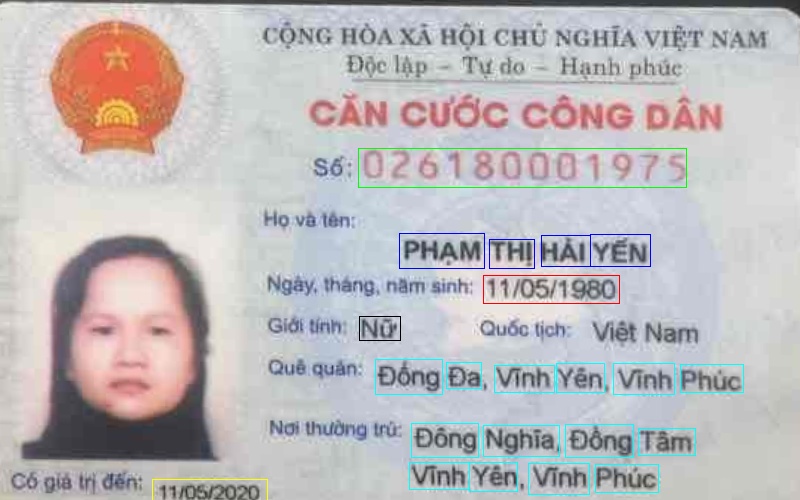 CỘNG HÒA XÃ HỘI CHỦ NGHĨA VIỆT NAM
Độc lập – Tự do – Hạnh phúc
CĂN CƯỚC CÔNG DÂN
Số: 026180001975
Họ và tên:
PHẠM THỊ HẢI YẾN
Ngày, tháng, năm sinh: 11/05/1980
Giới tính: Nữ Quốc tịch: Việt Nam
Quê quán: Đống Đa, Vĩnh Yên, Vĩnh Phúc
Nơi thường trú: Đông Nghĩa, Đồng Tâm
Vĩnh Yên, Vĩnh Phúc
Có giá trị đến: 11/05/2020